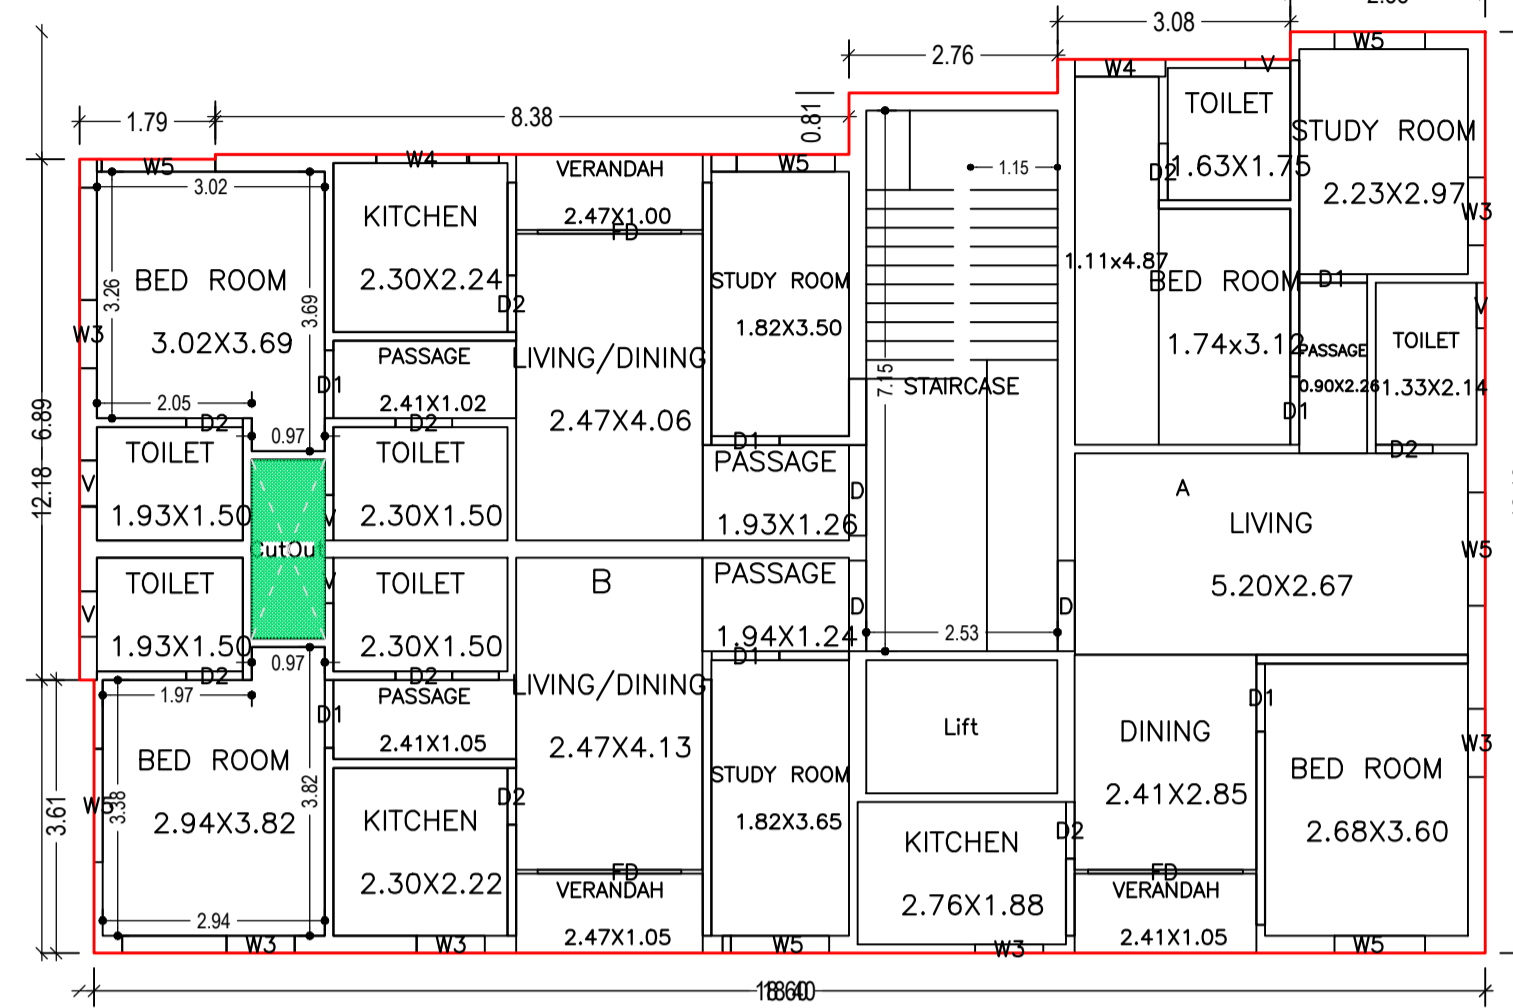 3.08
2.76
1.79
8.38
0.81
W5
W4
V
TOILET
1.63X1.75
D2
STUDY ROOM
2.23X2.97
W3
W5
3.02
W4
VERANDAH
2.47X1.00
FD
W5
1.15
KITCHEN
2.30X2.24
D2
BED ROOM
3.02X3.69
3.26
3.69
W3
STUDY ROOM
1.82X3.50
1.11x4.87
BED ROOM
1.74x3.12
D1
V
PASSAGE
0.90X2.26
TOILET
1.33X2.14
D1
D2
PASSAGE
2.41X1.02
D1
LIVING/DINING
2.47X4.06
7.15
STAIRCASE
2.05
D2
0.97
D2
D1
6.89
12.18
TOILET
1.93X1.50
V
TOILET
2.30X1.50
V
PASSAGE
1.93X1.26
D
A
LIVING
5.20X2.67
W5
CutOu
TOILET
1.93X1.50
V
TOILET
2.30X1.50
V
B
PASSAGE
1.94X1.24
D
2.53
D
D2
0.97
D2
D1
1.97
PASSAGE
2.41X1.05
D1
LIVING/DINING
2.47X4.13
Lift
DINING
2.41X2.85
D1
W3
BED ROOM
2.94X3.82
3.38
3.82
W5
3.61
STUDY ROOM
1.82X3.65
BED ROOM
2.68X3.60
KITCHEN
2.30X2.22
D2
KITCHEN
2.76X1.88
D2
FD
VERANDAH
2.47X1.05
FD
VERANDAH
2.41X1.05
2.94
W3
W3
W5
W3
W5